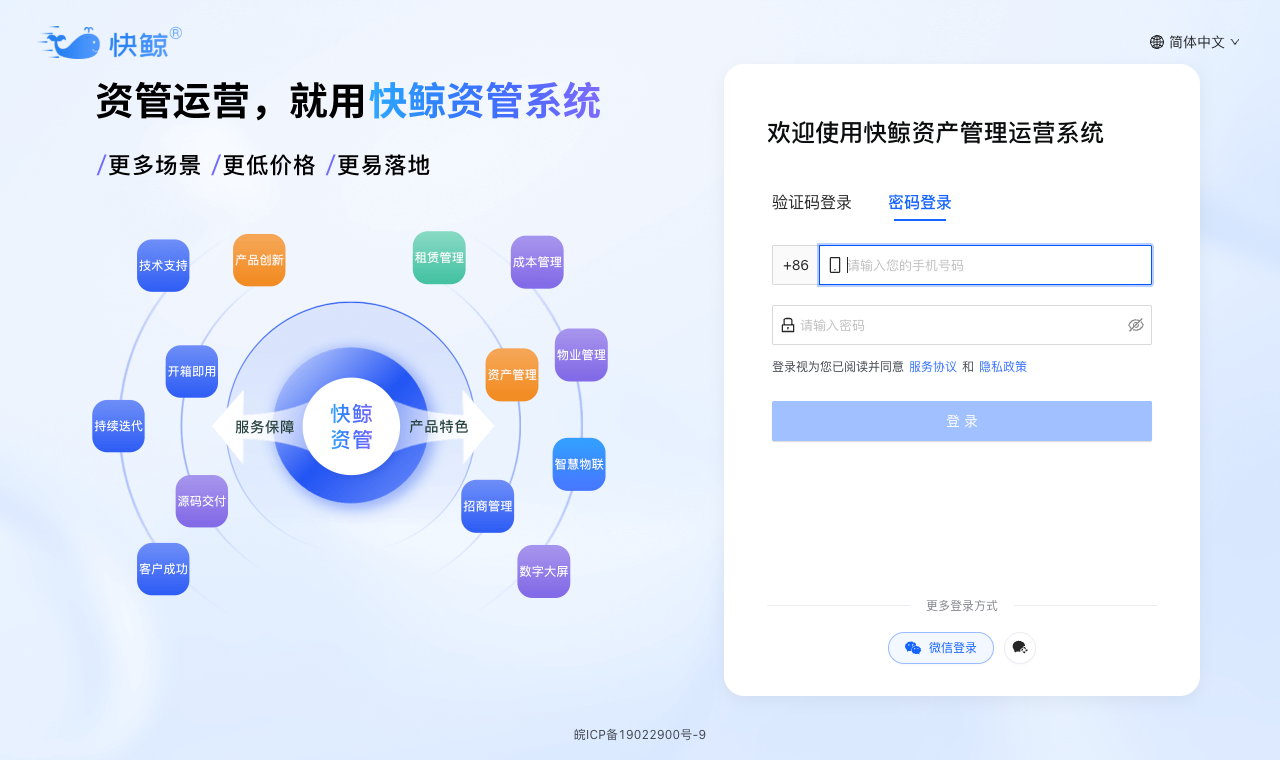 快鲸®
简体中文
资管运营，就用快鲸资管系统
/更多场景 /更低价格 /更易落地
技术支持
产品创新
租赁管理
成本管理
开箱即用
物业管理
资产管理
持续迭代
服务保障
快鲸
资管
产品特色
智慧物联
源码交付
招商管理
客户成功
数字大屏
欢迎使用快鲸资产管理运营系统
验证码登录 密码登录
+86 请输入您的手机号码
请输入密码
登录视为您已阅读并同意 服务协议 和 隐私政策
登 录
更多登录方式
微信登录
皖ICP备19022900号-9